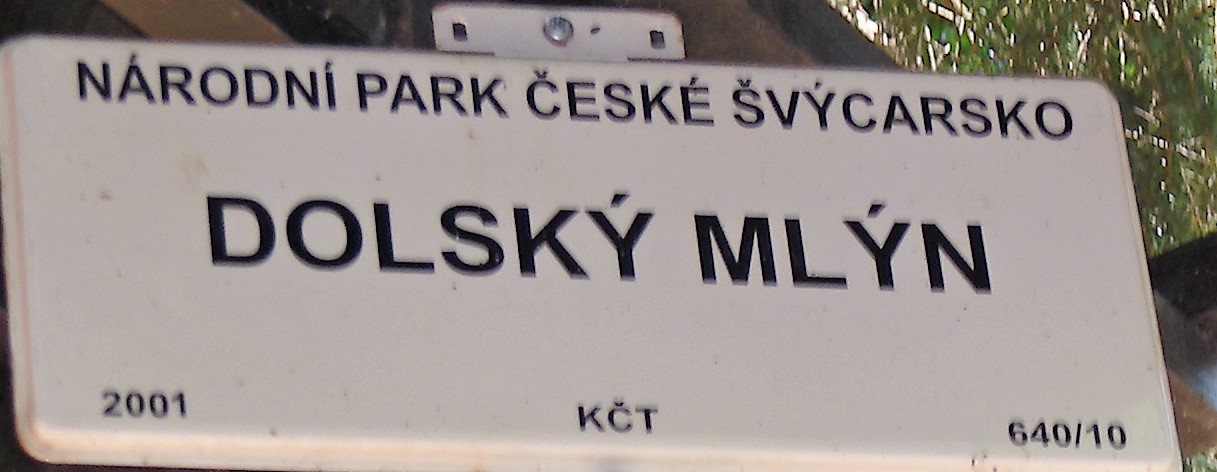 NÁRODNÍ PARK ČESKÉ ŠVÝCARSKO
DOLSKÝ MLÝN
2001 KČT 640/10